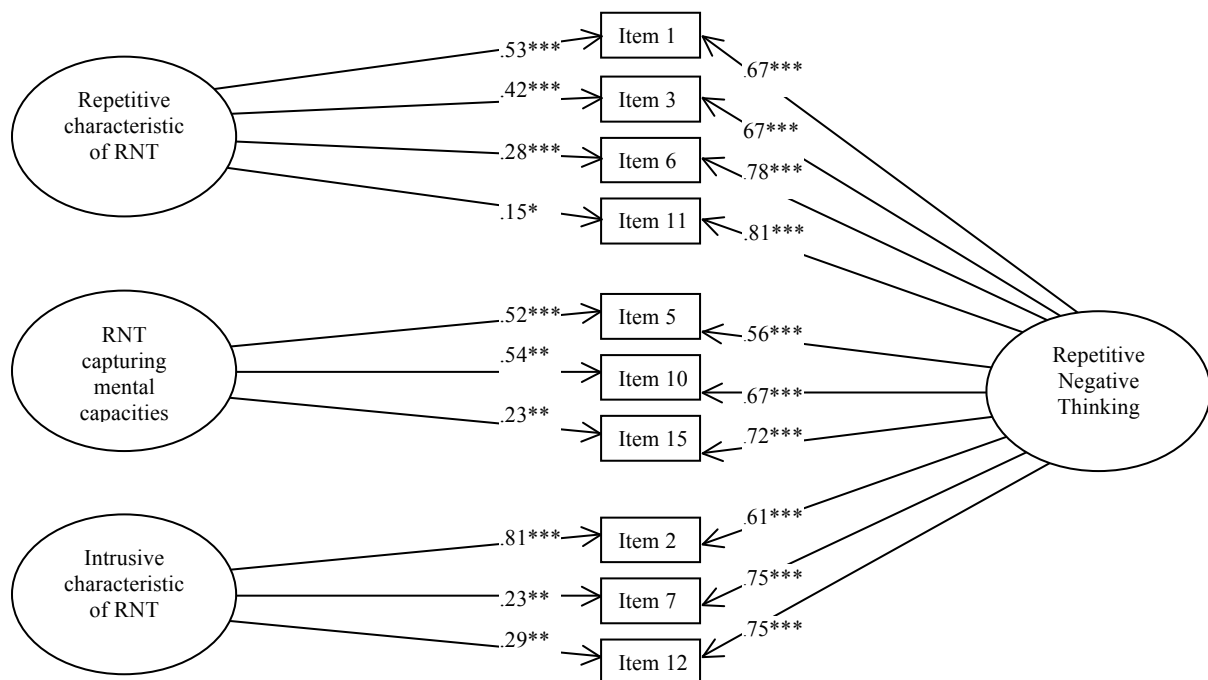 Repetitive
characteristic
of RNT
.53***
.42***
.28***
.15*
Item 1
Item 3
Item 6
Item 11
.67***
.67***
.78***
.81***
RNT
capturing
mental
capacities
.52***
.54**
.23**
Item 5
Item 10
Item 15
.56***
.67***
.72***
Intrusive
characteristic
of RNT
.81***
.23**
.29**
Item 2
Item 7
Item 12
.61***
.75***
.75***
Repetitive
Negative
Thinking